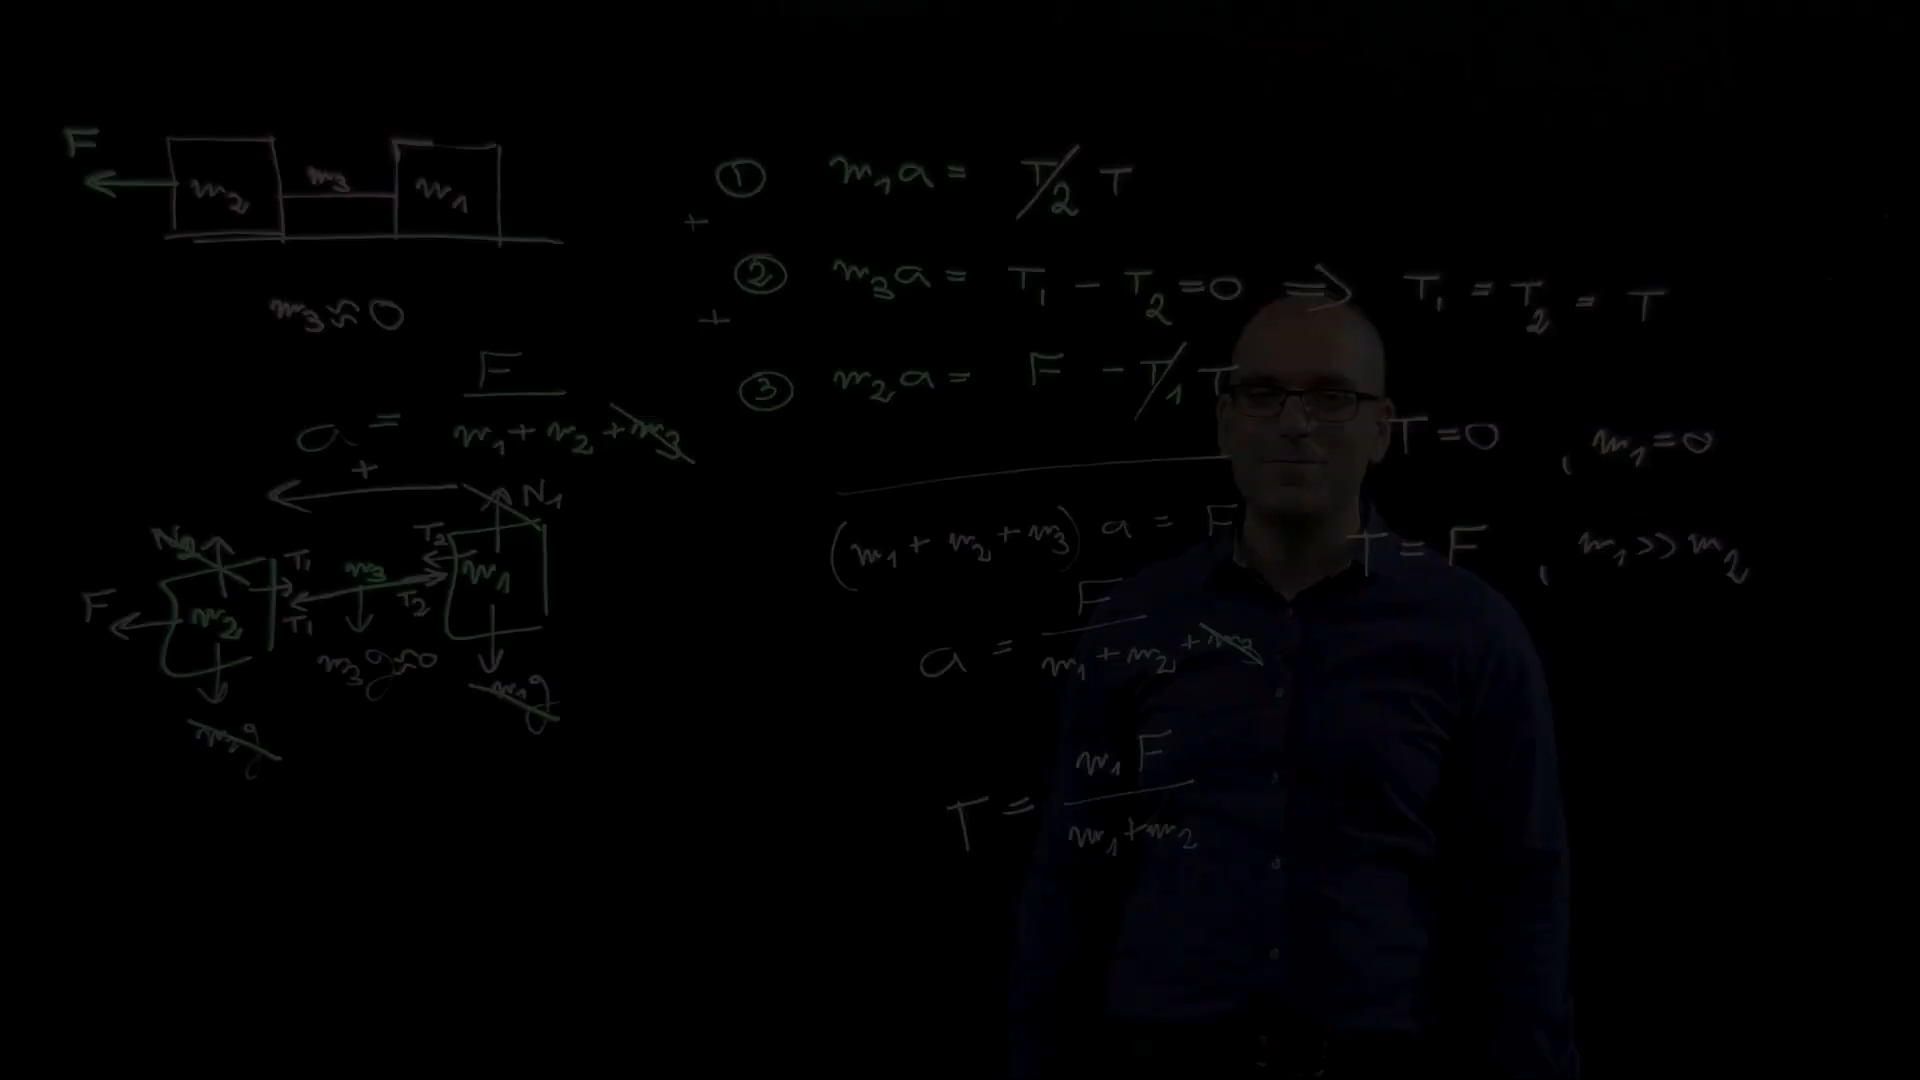 F
m₂ m₃ m₁
m₃ ≈ 0
a = F / (m₁ + m₂ + m₃)
+
N₂ T₁ m₃ T₂ N₁
F m₂ T₁ T₂ m₁
m₃g ≈ 0
m₁g
① m₁a = T₂ T
+
② m₃a = T₁ - T₂ = 0 ⇒ T₁ = T₂ = T
+
③ m₂a = F - T₁ T
(m₁ + m₂ + m₃) a = F
a = F / (m₁ + m₂ + m₃)
T = m₁F / (m₁ + m₂)
T = 0 , m₁ = 0
T = F , m₁ >> m₂